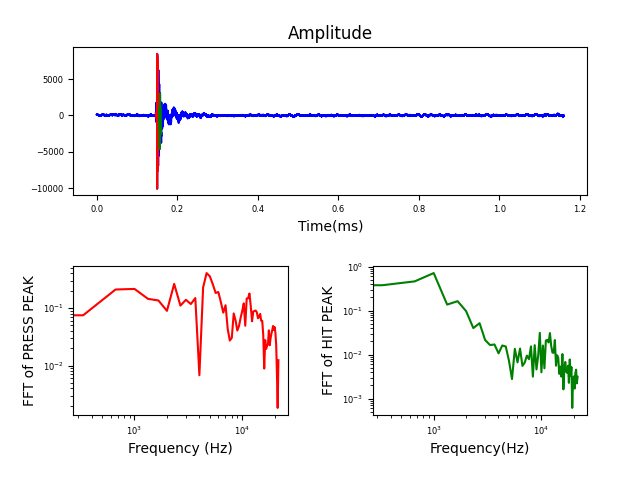 Amplitude
5000
0
−5000
−10000
0.0 0.2 0.4 0.6 0.8 1.0 1.2
Time(ms)
FFT of PRESS PEAK
10⁻¹
10⁻²
10³ 10⁴
Frequency (Hz)
FFT of HIT PEAK
10⁰
10⁻¹
10⁻²
10⁻³
10³ 10⁴
Frequency(Hz)